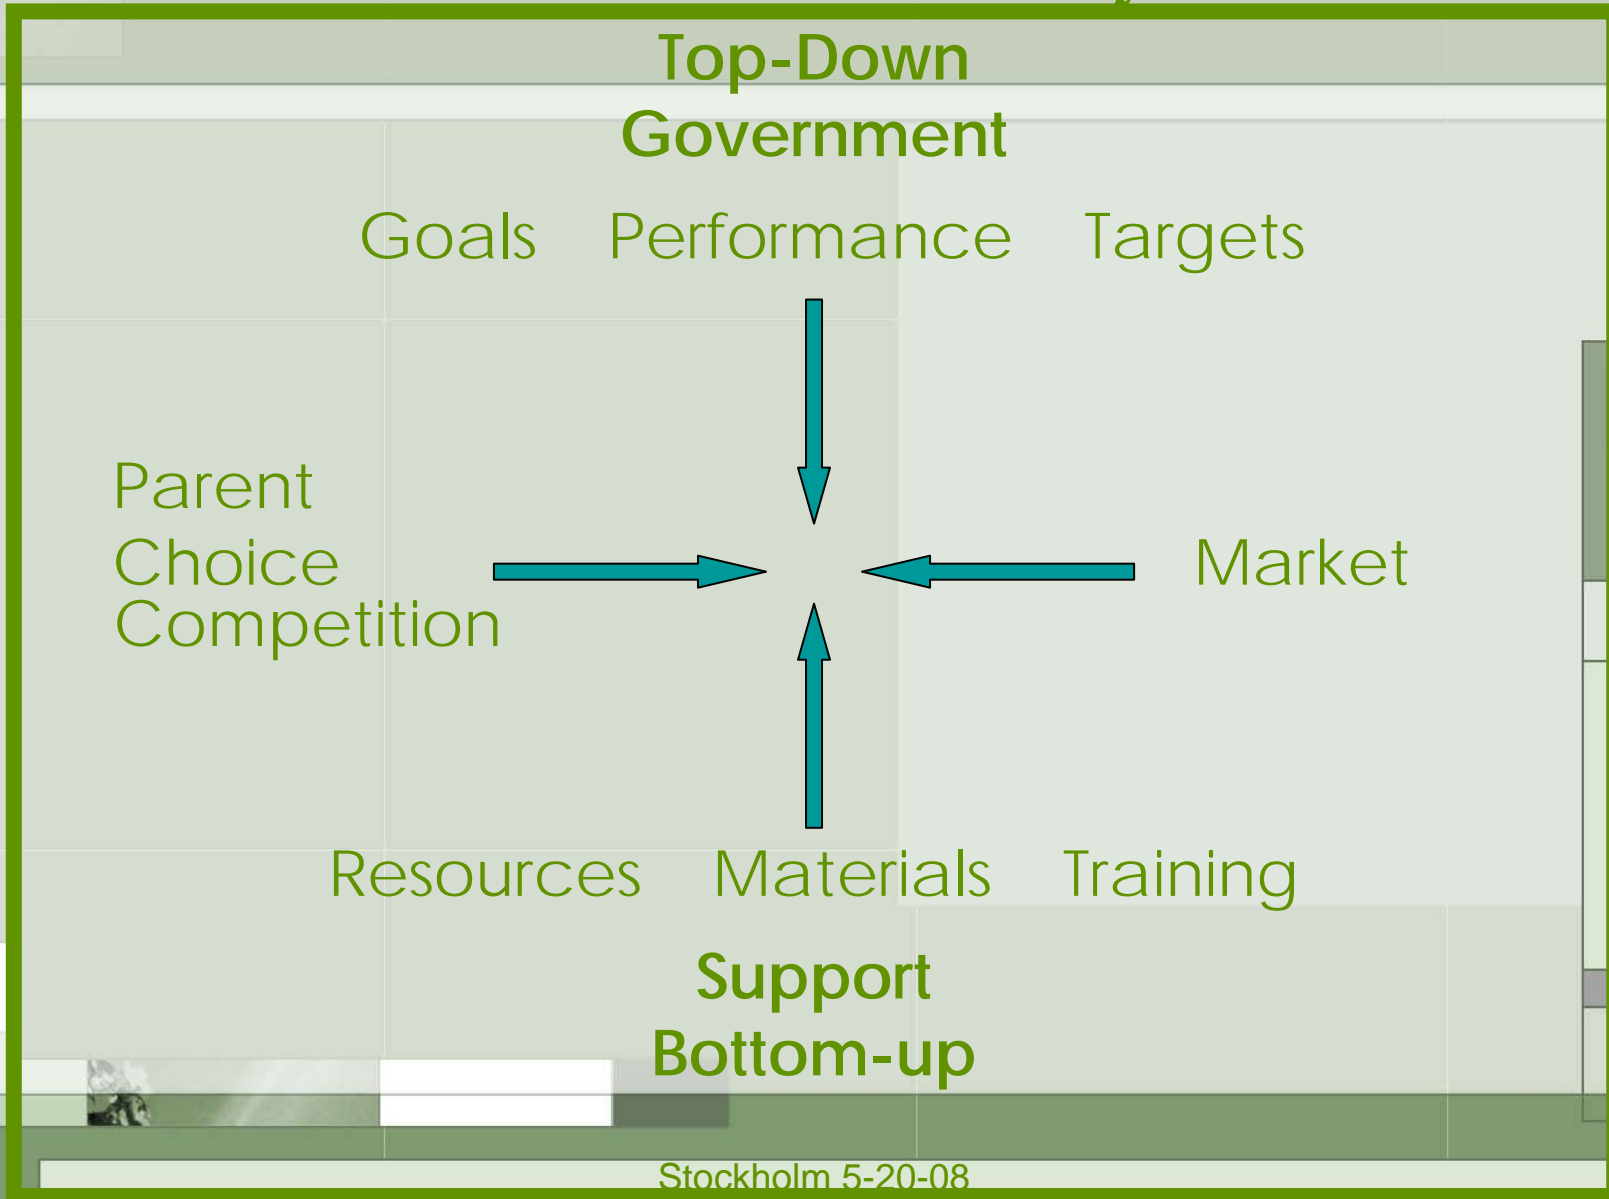 Top-Down
Government
Goals Performance Targets
Parent
Choice
Competition
Market
Resources Materials Training
Support
Bottom-up
Stockholm 5-20-08